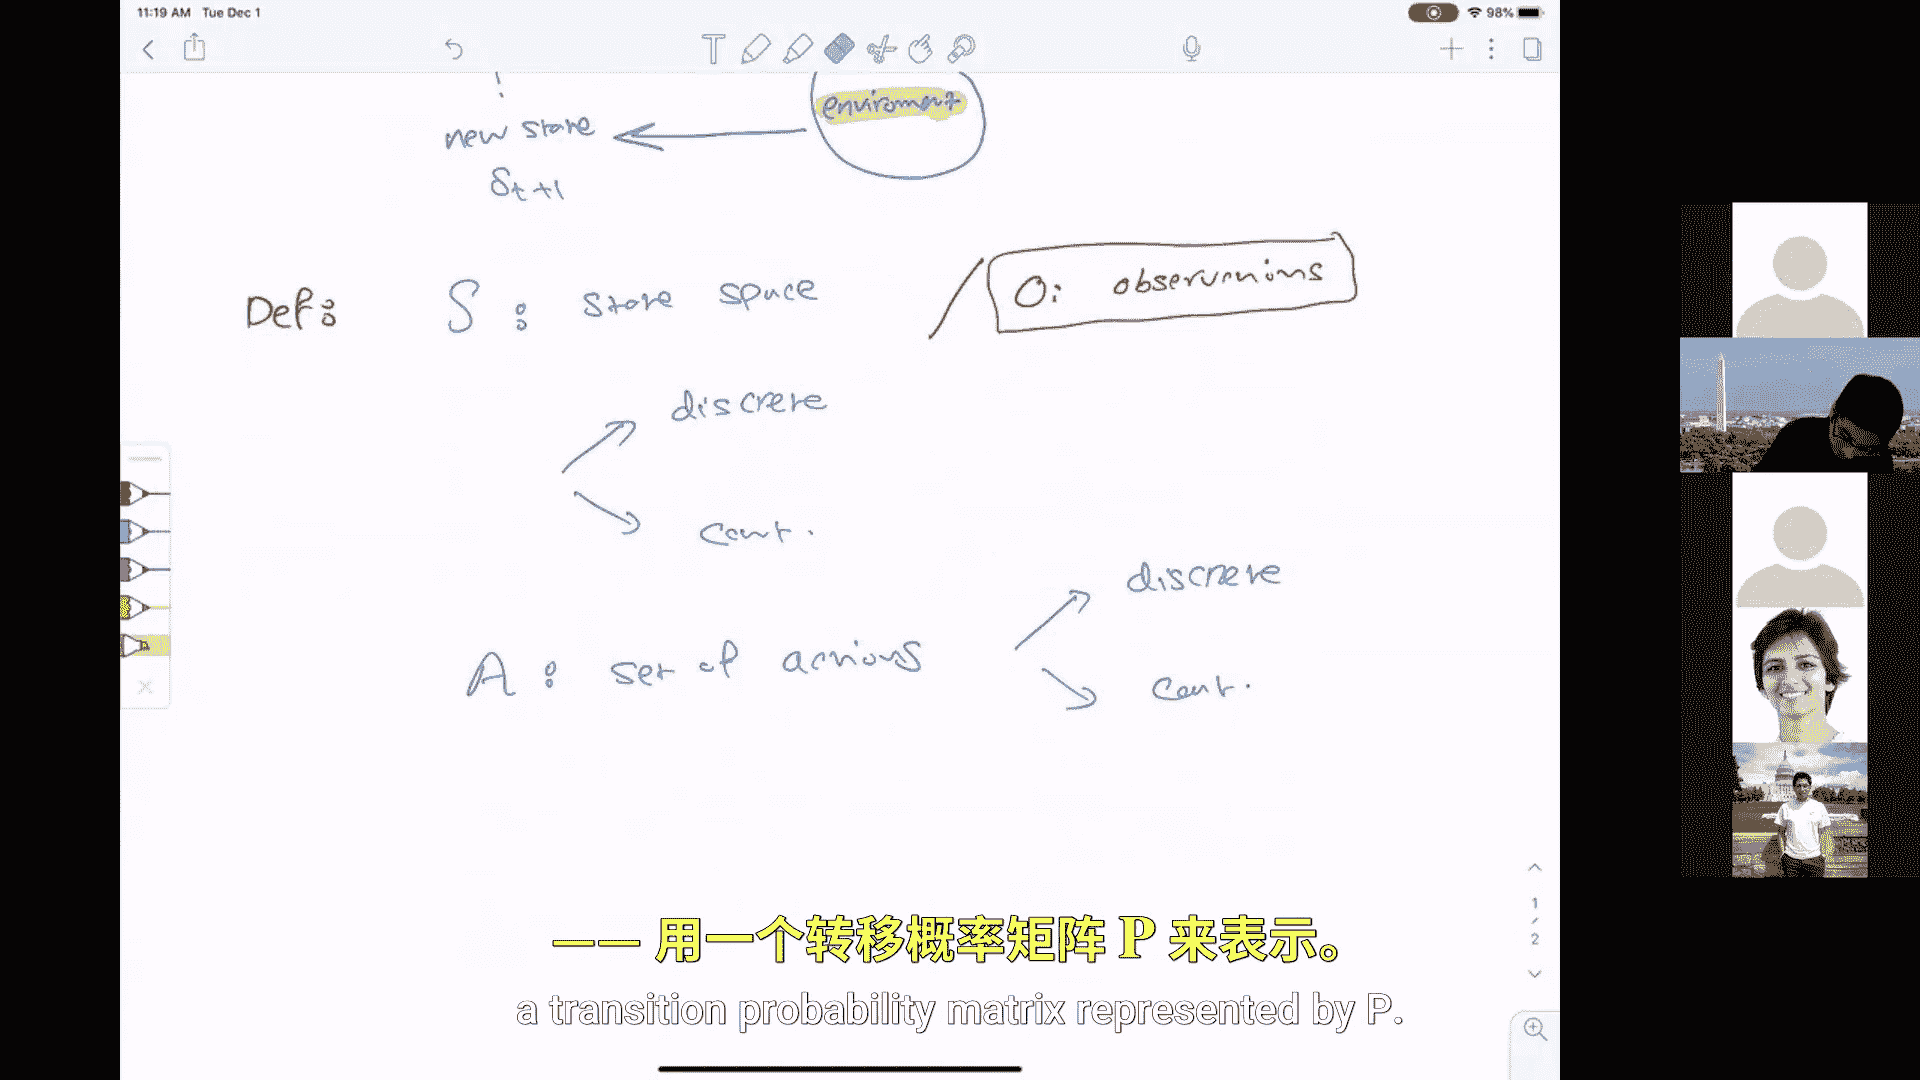 11:19 AM Tue Dec 1
98%
enviroment
new state
St+1
Def: S: state space
O: observations
discrete
cont.
discrete
A: set of actions
cont.
1
2
—— 用一个转移概率矩阵 P 来表示。
a transition probability matrix represented by P.